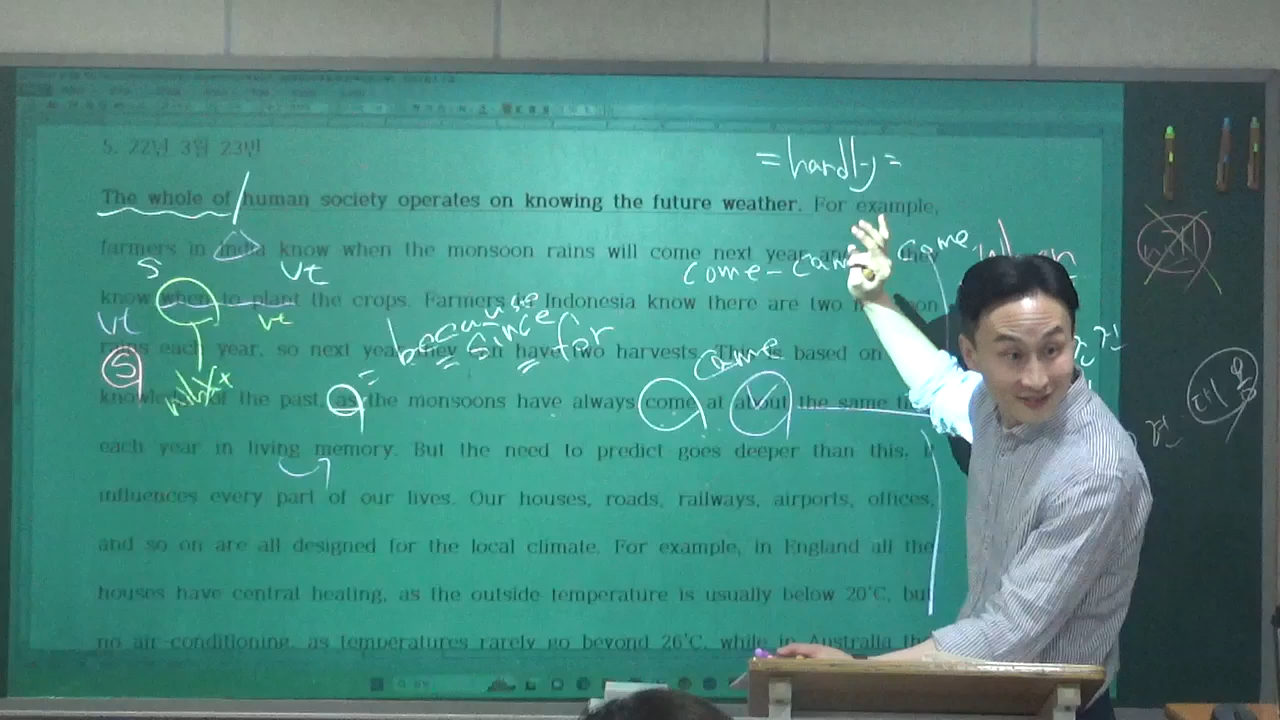 5. 22년 3월 23번
= hardly =
The whole of human society operates on knowing the future weather. For example,
farmers in India know when the monsoon rains will come next year and they
come - came
came
When
S
Vt
know when to plant the crops. Farmers in Indonesia know there are two monsoon
Vt
vt
because
= since
= for
rains each year, so next year they can have two harvests. This is based on
S
came
대용
knowledge of the past, as the monsoons have always come at about the same
each year in living memory. But the need to predict goes deeper than this.
influences every part of our lives. Our houses, roads, railways, airports, offices,
and so on are all designed for the local climate. For example, in England all the
houses have central heating, as the outside temperature is usually below 20°C, but
no air-conditioning, as temperatures rarely go beyond 26°C, while in Australia the